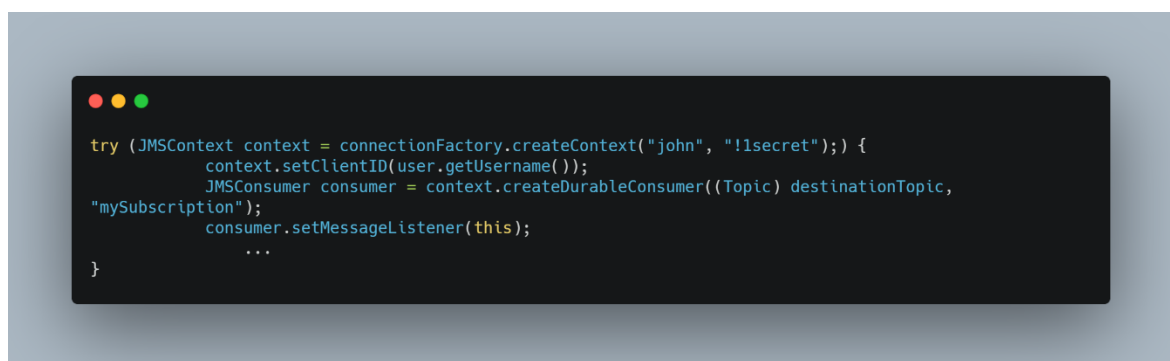 try (JMSContext context = connectionFactory.createContext("john", "!1secret");) {
            context.setClientID(user.getUsername());
            JMSConsumer consumer = context.createDurableConsumer((Topic) destinationTopic,
"mySubscription");
            consumer.setMessageListener(this);
                ...
}